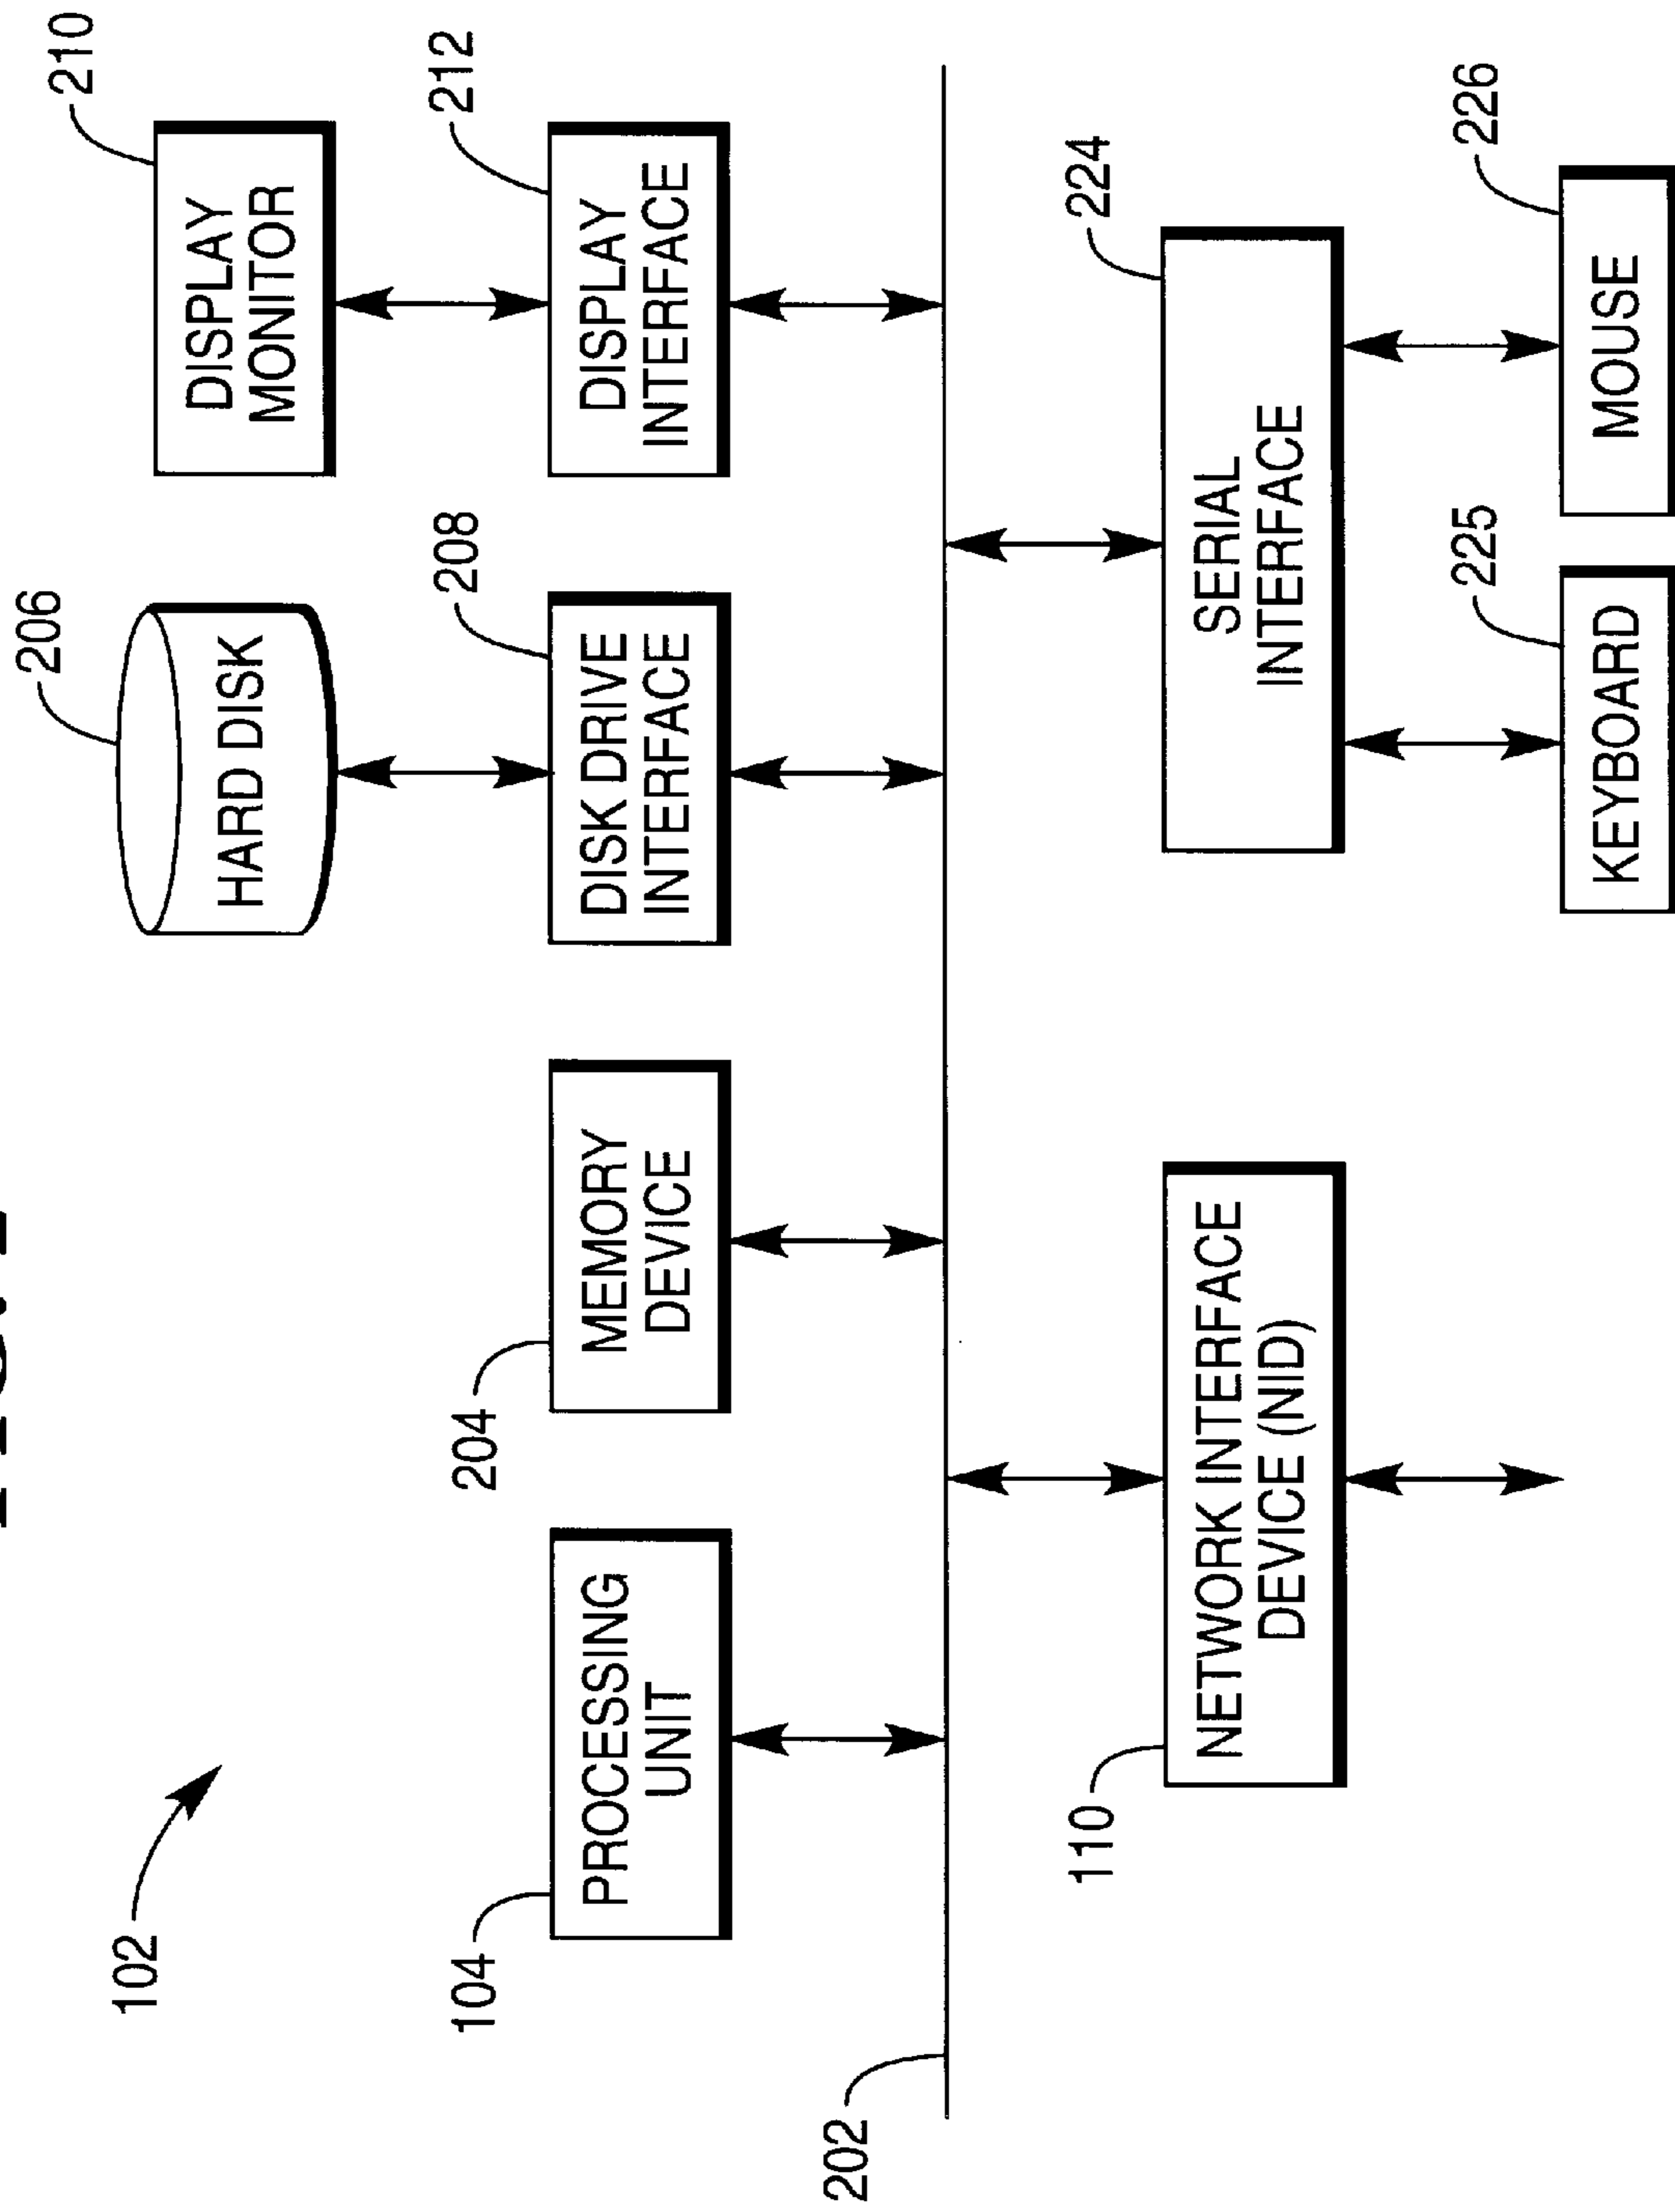 102
206
HARD DISK
210
DISPLAY
MONITOR
104
PROCESSING
UNIT
204
MEMORY
DEVICE
208
DISK DRIVE
INTERFACE
212
DISPLAY
INTERFACE
202
110
NETWORK INTERFACE
DEVICE (NID)
224
SERIAL
INTERFACE
225
KEYBOARD
226
MOUSE